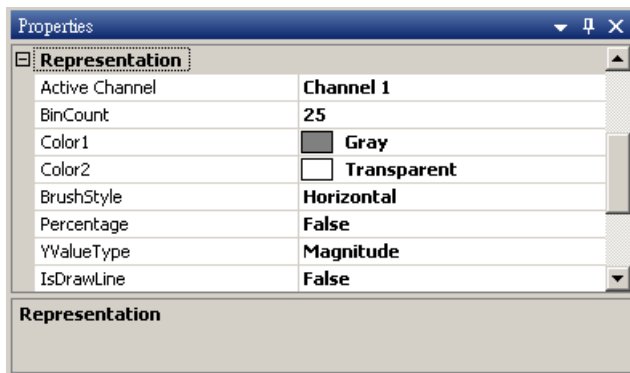 Properties
Representation
Active Channel Channel 1
BinCount 25
Color1 Gray
Color2 Transparent
BrushStyle Horizontal
Percentage False
YValueType Magnitude
IsDrawLine False
Representation